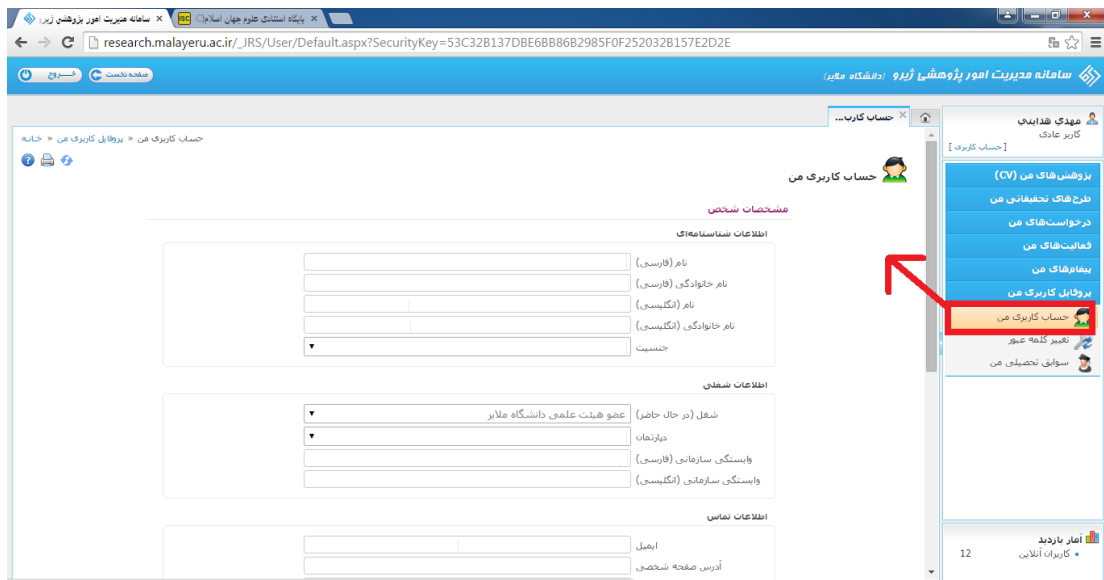 سامانه مدیریت امور پژوهشی ژیرو
پایگاه استنادی علوم جهان اسلام ISC
research.malayeru.ac.ir/_JRS/User/Default.aspx?SecurityKey=53C32B137DBE6BB86B2985F0F252032B157E2D2E
سامانه مدیریت امور پژوهشی ژیرو (دانشگاه ملایر)
صفحه نخست
خـــروج
مهدي هدايتي
کاربر عادی
[ حساب کاربری ]
پژوهش های من (CV)
طرح های تحقیقاتی من
درخواست‌های من
فعالیت‌های من
پیغام‌های من
پروفایل کاربری من
حساب کاربری من
تغییر کلمه عبور
سوابق تحصیلی من
آمار بازدید
کاربران آنلاین 12
حساب کارب...
خـانـه » پروفایل کاربری من » حساب کاربری من
حساب کاربری من
مشخصات شخص
اطلاعات شناسنامه‌ای
نام (فارسی)
نام خانوادگی (فارسی)
نام (انگلیسی)
نام خانوادگی (انگلیسی)
جنسیت
اطلاعات شغلی
شغل (در حال حاضر) عضو هیئت علمی دانشگاه ملایر
دپارتمان
وابستگی سازمانی (فارسی)
وابستگی سازمانی (انگلیسی)
اطلاعات تماس
ایمیل
آدرس صفحه شخصی